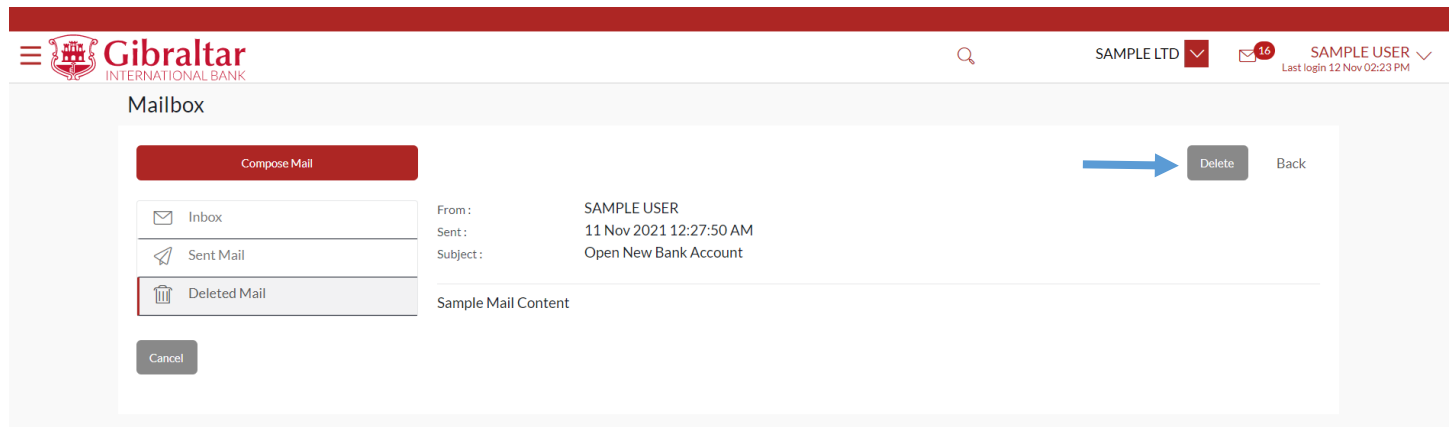 Gibraltar
INTERNATIONAL BANK
SAMPLE LTD
16
SAMPLE USER
Last login 12 Nov 02:23 PM
Mailbox
Compose Mail
Delete
Back
Inbox
Sent Mail
Deleted Mail
Cancel
From :
SAMPLE USER
Sent :
11 Nov 2021 12:27:50 AM
Subject :
Open New Bank Account
Sample Mail Content